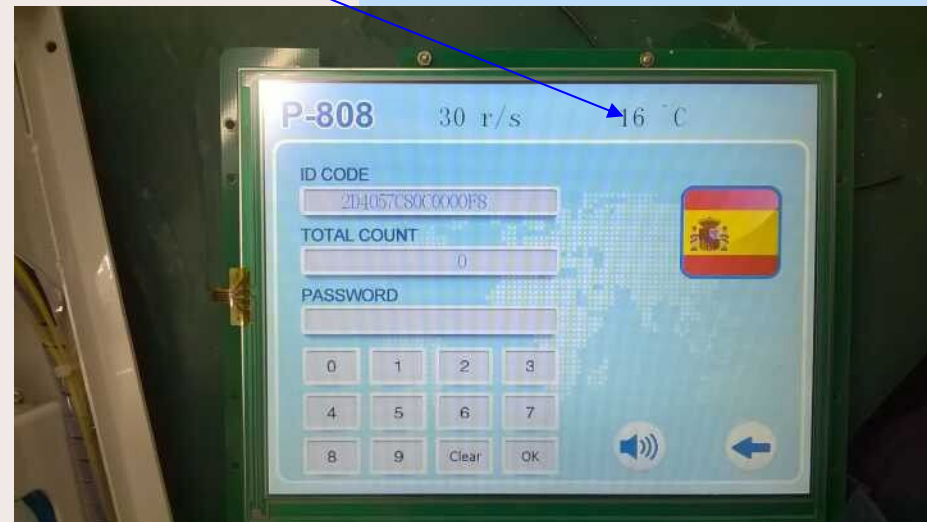 P-808 30 r/s 16 °C
ID CODE
2D4057C80C0000F8
TOTAL COUNT
0
PASSWORD
0 1 2 3
4 5 6 7
8 9 Clear OK